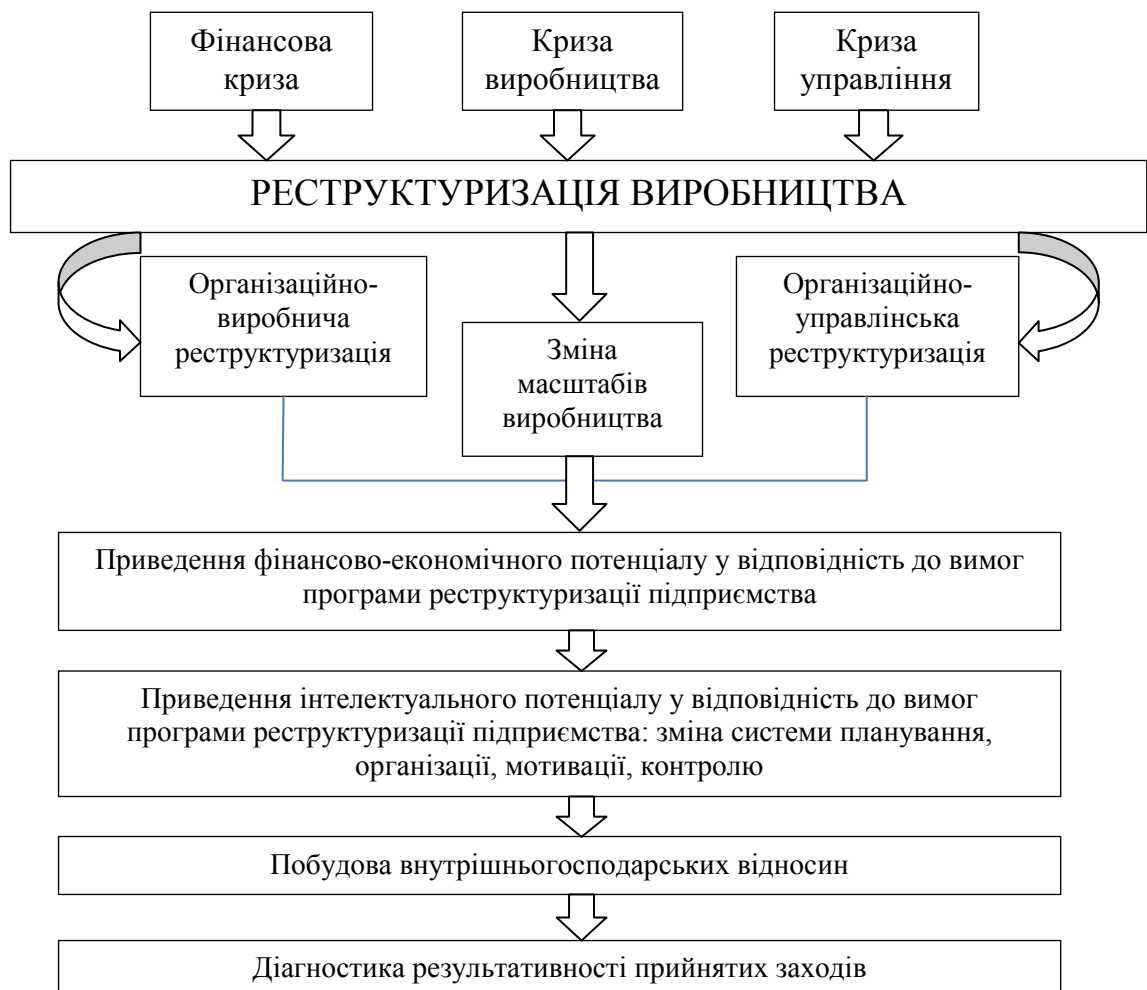 Фінансова
криза
Криза
виробництва
Криза
управління
РЕСТРУКТУРИЗАЦІЯ ВИРОБНИЦТВА
Організаційно-
виробнича
реструктуризація
Зміна
масштабів
виробництва
Організаційно-
управлінська
реструктуризація
Приведення фінансово-економічного потенціалу у відповідність до вимог
програми реструктуризації підприємства
Приведення інтелектуального потенціалу у відповідність до вимог
програми реструктуризації підприємства: зміна системи планування,
організації, мотивації, контролю
Побудова внутрішньогосподарських відносин
Діагностика результативності прийнятих заходів